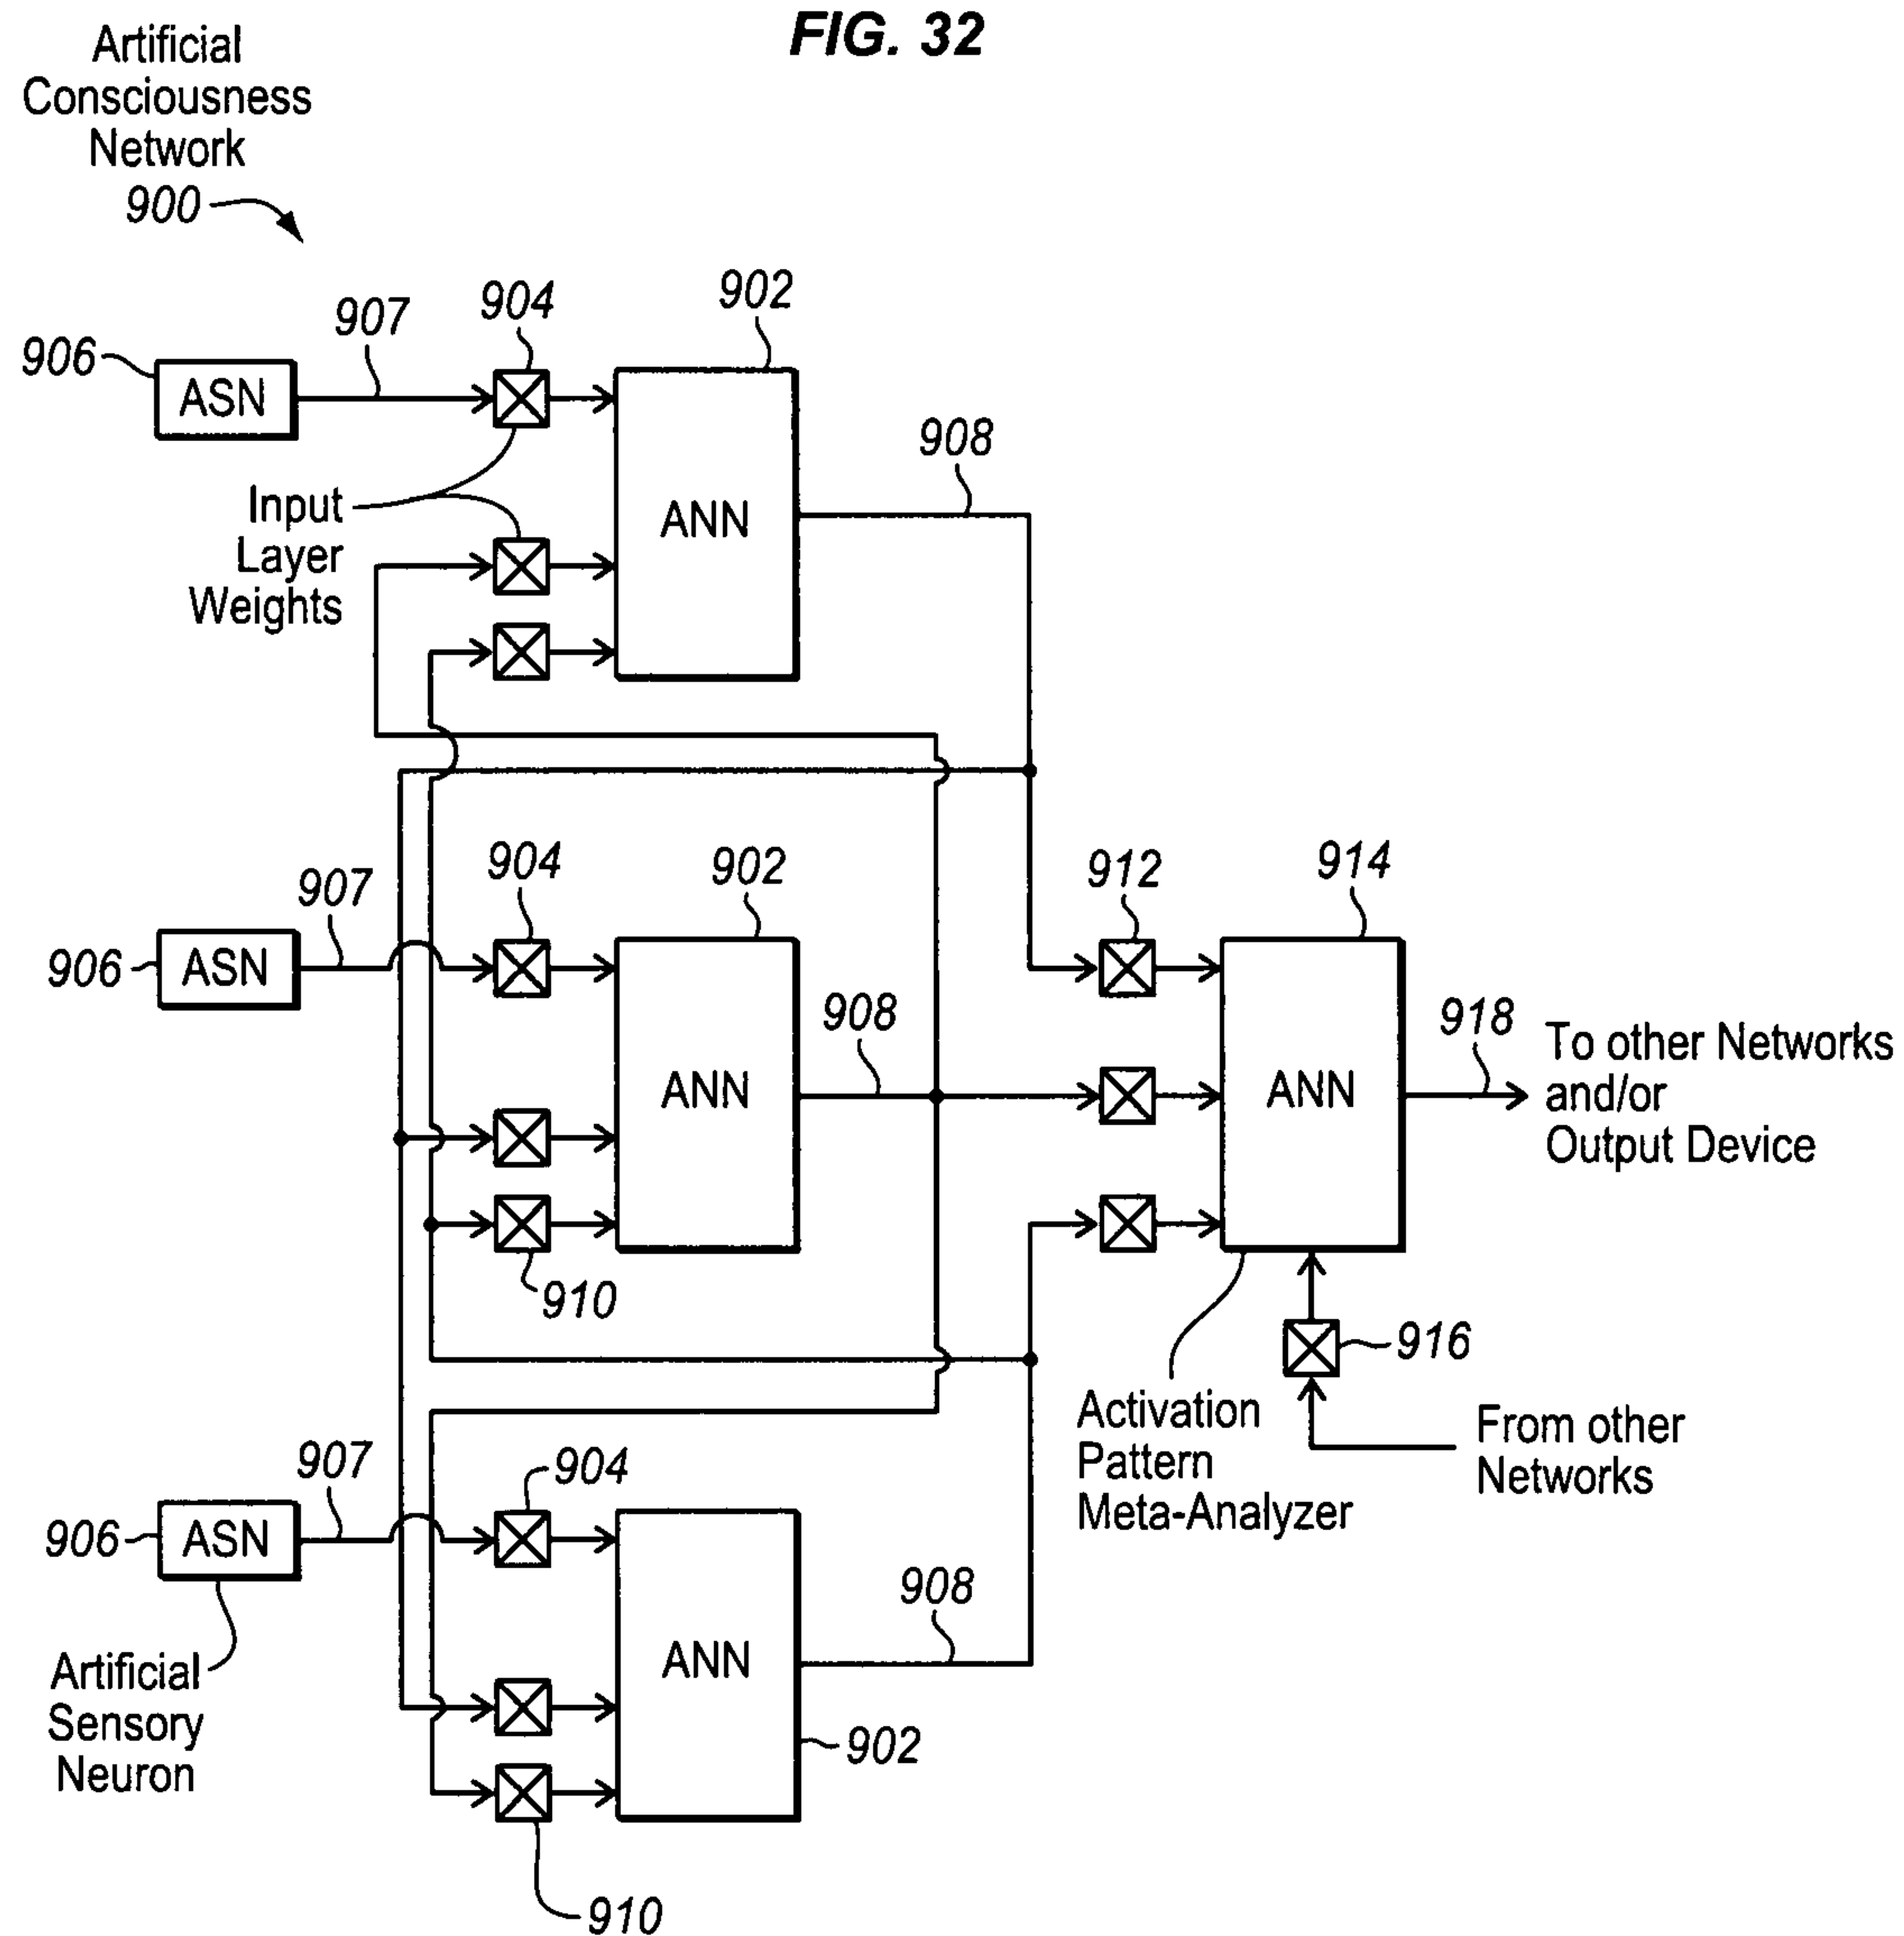 FIG. 32
Artificial
Consciousness
Network
900
906
ASN
907
904
902
ANN
908
Input
Layer
Weights
906
ASN
907
904
902
ANN
908
910
912
914
ANN
918
To other Networks
and/or
Output Device
916
From other
Networks
Activation
Pattern
Meta-Analyzer
906
ASN
907
904
ANN
908
902
910
Artificial
Sensory
Neuron